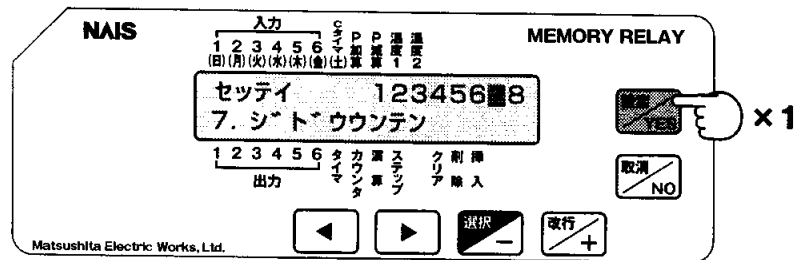 NAIS
MEMORY RELAY
入力
1 2 3 4 5 6 Cタイマ P加算 P減算 温度1 温度2
(日)(月)(火)(水)(木)(金)(土)
セッテイ 123456 8
7. ジドウウンテン
1 2 3 4 5 6 タイマ カウンタ 演算 ステップ クリア 削除 挿入
出力
設定/YES
×1
取消/NO
◀ ▶ 選択/− 改行/+
Matsushita Electric Works, Ltd.